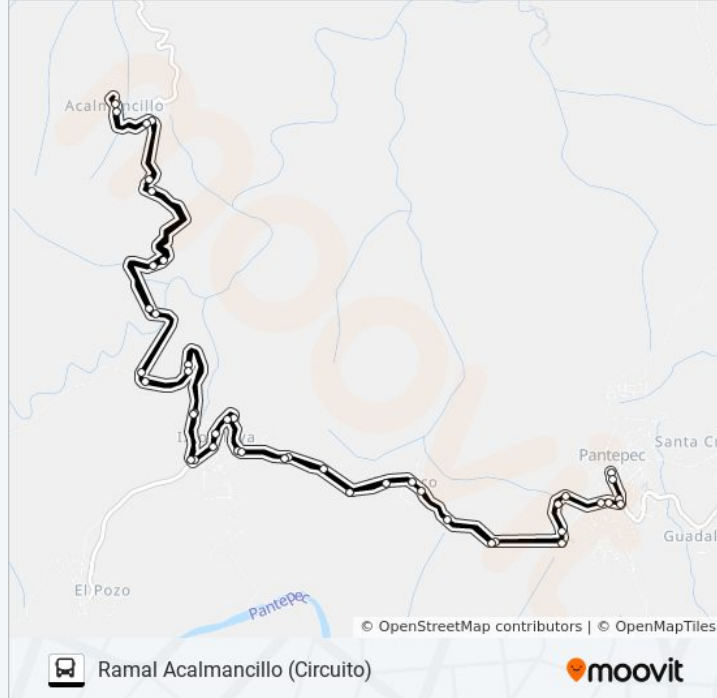 Acalmancillo
Pantepec
Santa Cr
Guadal
El Pozo
Pantepec
© OpenStreetMap contributors | © OpenMapTiles
Ramal Acalmancillo (Circuito)
moovit